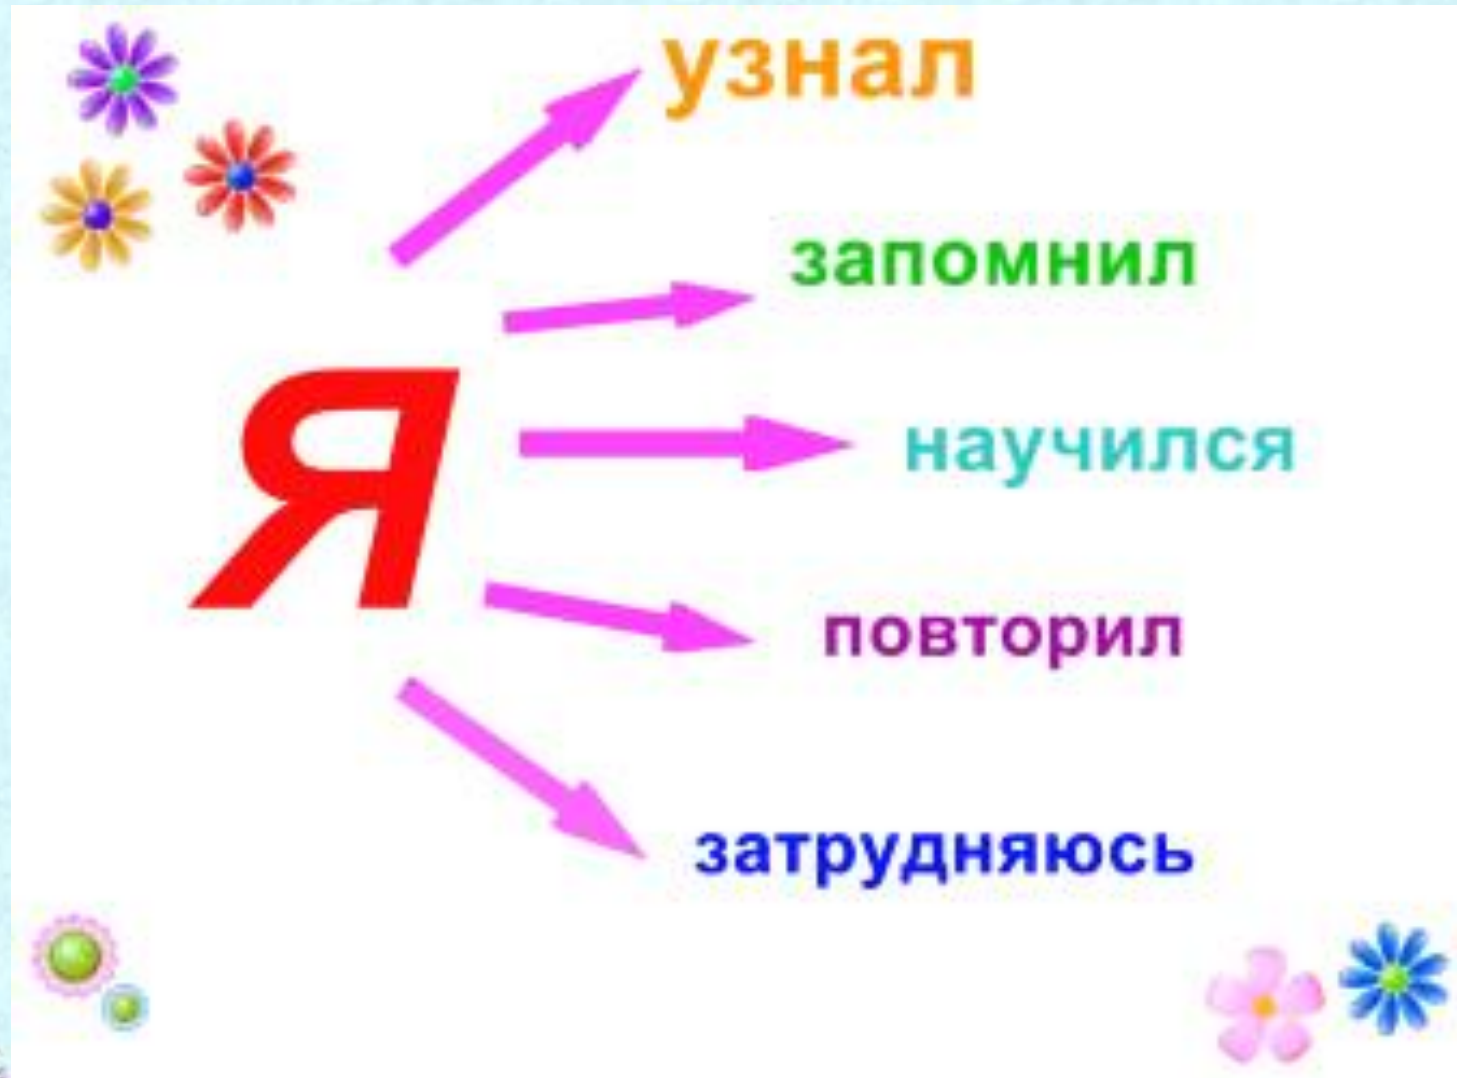 узнал
запомнил
Я
научился
повторил
затрудняюсь